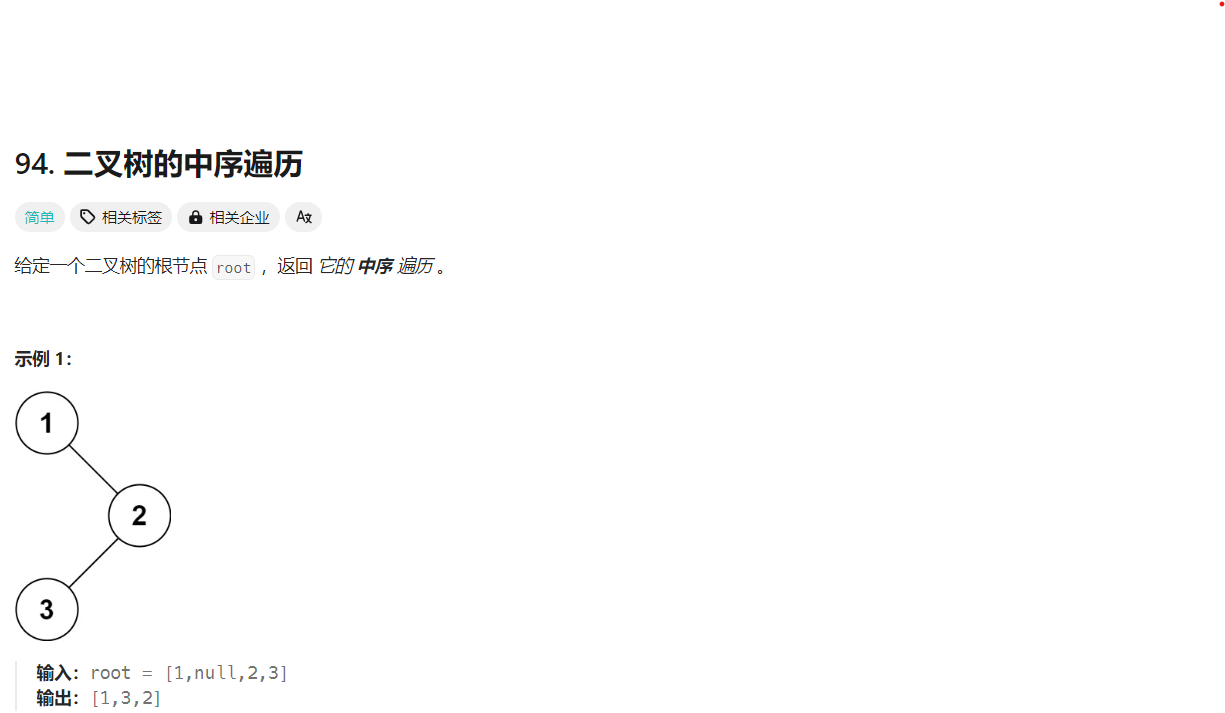 94. 二叉树的中序遍历
简单 相关标签 相关企业 A文
给定一个二叉树的根节点 root ，返回 它的 中序 遍历 。
示例 1：
1
2
3
输入：root = [1,null,2,3]
输出：[1,3,2]